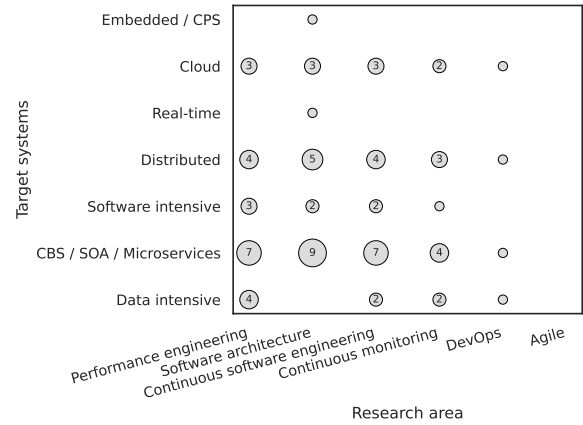 Target systems
Embedded / CPS
Cloud 3 3 3 2
Real-time
Distributed 4 5 4 3
Software intensive 3 2 2
CBS / SOA / Microservices 7 9 7 4
Data intensive 4 2 2
Performance engineering
Software architecture
Continuous software engineering
Continuous monitoring
DevOps
Agile
Research area